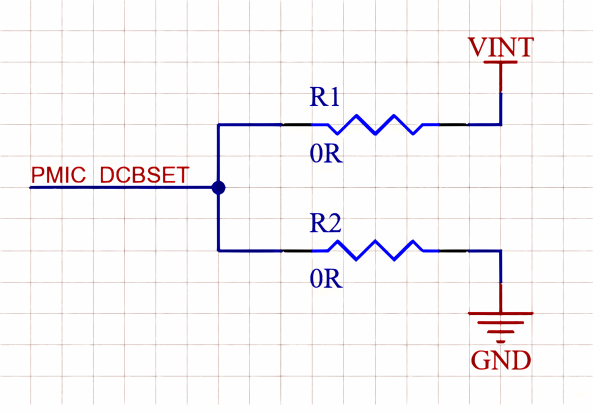 VINT
R1
0R
PMIC_DCBSET
R2
0R
GND